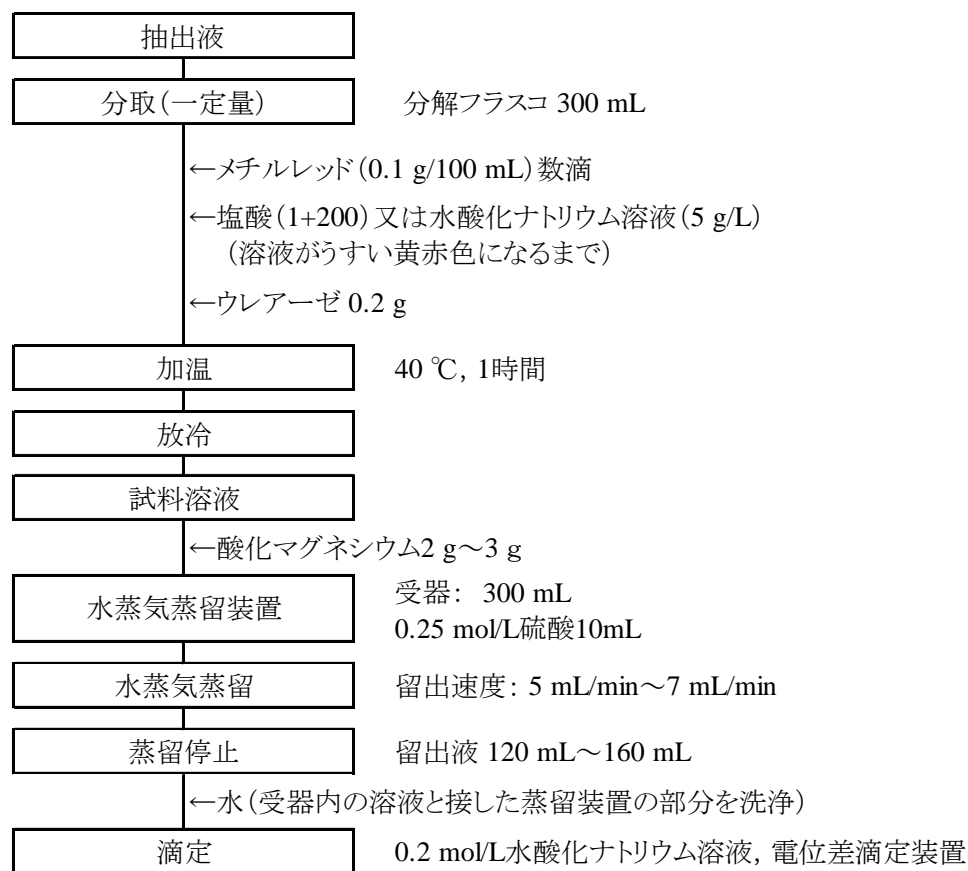 抽出液
分取(一定量) 分解フラスコ 300 mL
←メチルレッド(0.1 g/100 mL)数滴
←塩酸(1+200)又は水酸化ナトリウム溶液(5 g/L)
(溶液がうすい黄赤色になるまで)
←ウレアーゼ 0.2 g
加温 40 ℃, 1時間
放冷
試料溶液
←酸化マグネシウム2 g～3 g
水蒸気蒸留装置 受器: 300 mL
0.25 mol/L硫酸10mL
水蒸気蒸留 留出速度: 5 mL/min～7 mL/min
蒸留停止 留出液 120 mL～160 mL
←水(受器内の溶液と接した蒸留装置の部分を洗浄)
滴定 0.2 mol/L水酸化ナトリウム溶液, 電位差滴定装置